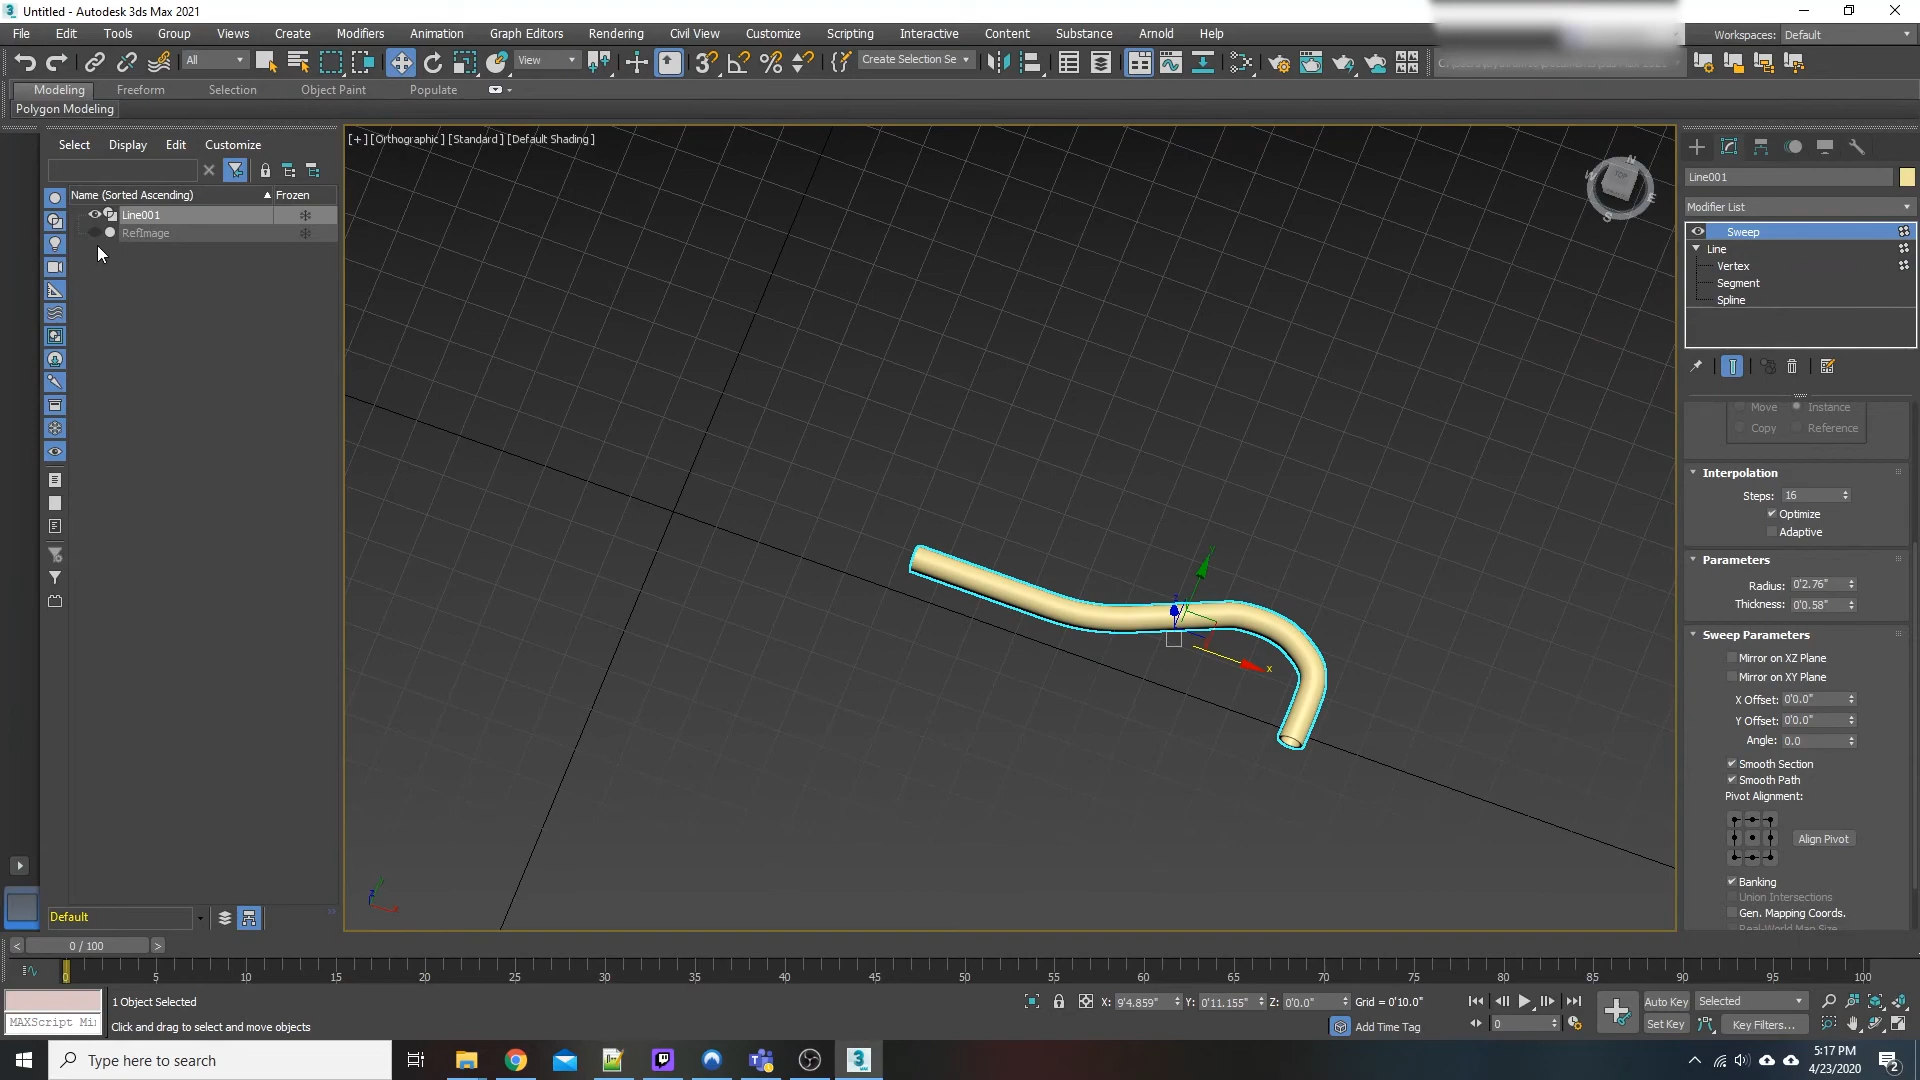 Untitled - Autodesk 3ds Max 2021
File Edit Tools Group Views Create Modifiers Animation Graph Editors Rendering Civil View Customize Scripting Interactive Content Substance Arnold Help Workspaces: Default
All View Create Selection Se
Modeling Freeform Selection Object Paint Populate
Polygon Modeling
Select Display Edit Customize
[+] [Orthographic] [Standard] [Default Shading]
Name (Sorted Ascending) Frozen
Line001
RefImage
TOP
N
W
E
S
Line001
Modifier List
Sweep
Line
Vertex
Segment
Spline
Move Instance
Copy Reference
Interpolation
Steps: 16
Optimize
Adaptive
Parameters
Radius: 0'2.76"
Thickness: 0'0.58"
Sweep Parameters
Mirror on XZ Plane
Mirror on XY Plane
X Offset: 0'0.0"
Y Offset: 0'0.0"
Angle: 0.0
Smooth Section
Smooth Path
Pivot Alignment:
Align Pivot
Banking
Union Intersections
Gen. Mapping Coords.
Real-World Map Size
y
z
x
Default
< 0 / 100 >
0 5 10 15 20 25 30 35 40 45 50 55 60 65 70 75 80 85 90 95 100
1 Object Selected
X: 9'4.859" Y: 0'11.155" Z: 0'0.0" Grid = 0'10.0"
Auto Key Selected
MAXScript Mi
Click and drag to select and move objects
Add Time Tag
0
Set Key Key Filters...
Type here to search
5:17 PM
4/23/2020
2